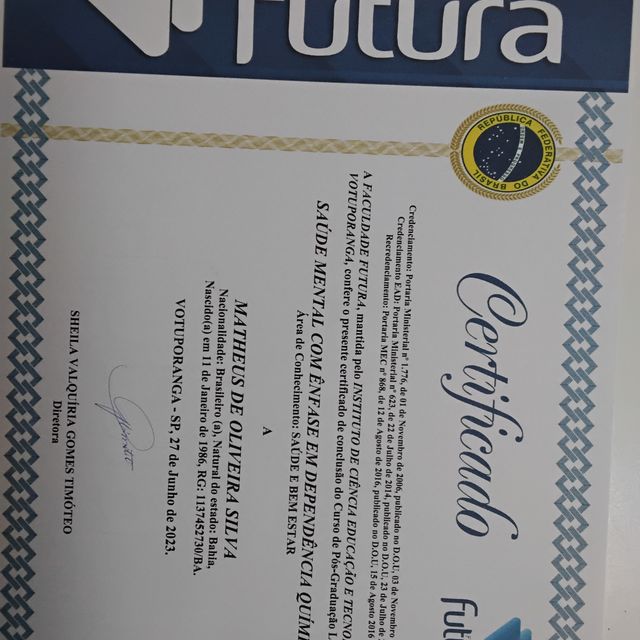 Futura
REPÚBLICA FEDERATIVA DO BRASIL
Certificado
Credenciamento: Portaria Ministerial nº 1.776, de 01 de Novembro de 2006, publicado no D.O.U, 03 de Novembro
Credenciamento EAD: Portaria Ministerial nº 623, de 22 de Julho de 2014, publicado no D.O.U, 23 de Julho de
Recredenciamento: Portaria MEC nº 868, de 12 de Agosto de 2016, publicado no D.O.U, 15 de Agosto 2016
A FACULDADE FUTURA, mantida pelo INSTITUTO DE CIÊNCIA EDUCAÇÃO E TECNO
VOTUPORANGA, confere o presente certificado de conclusão do Curso de Pós-Graduação L
SAÚDE MENTAL COM ÊNFASE EM DEPENDÊNCIA QUÍMI
Área de Conhecimento: SAÚDE E BEM ESTAR
A
MATHEUS DE OLIVEIRA SILVA
Nacionalidade: Brasileiro (a), Natural do estado: Bahia,
Nascido(a) em 11 de Janeiro de 1986, RG: 1137452730/BA.
VOTUPORANGA - SP, 27 de Junho de 2023.
SHEILA VALQUÍRIA GOMES TIMÓTEO
Diretora
Fut